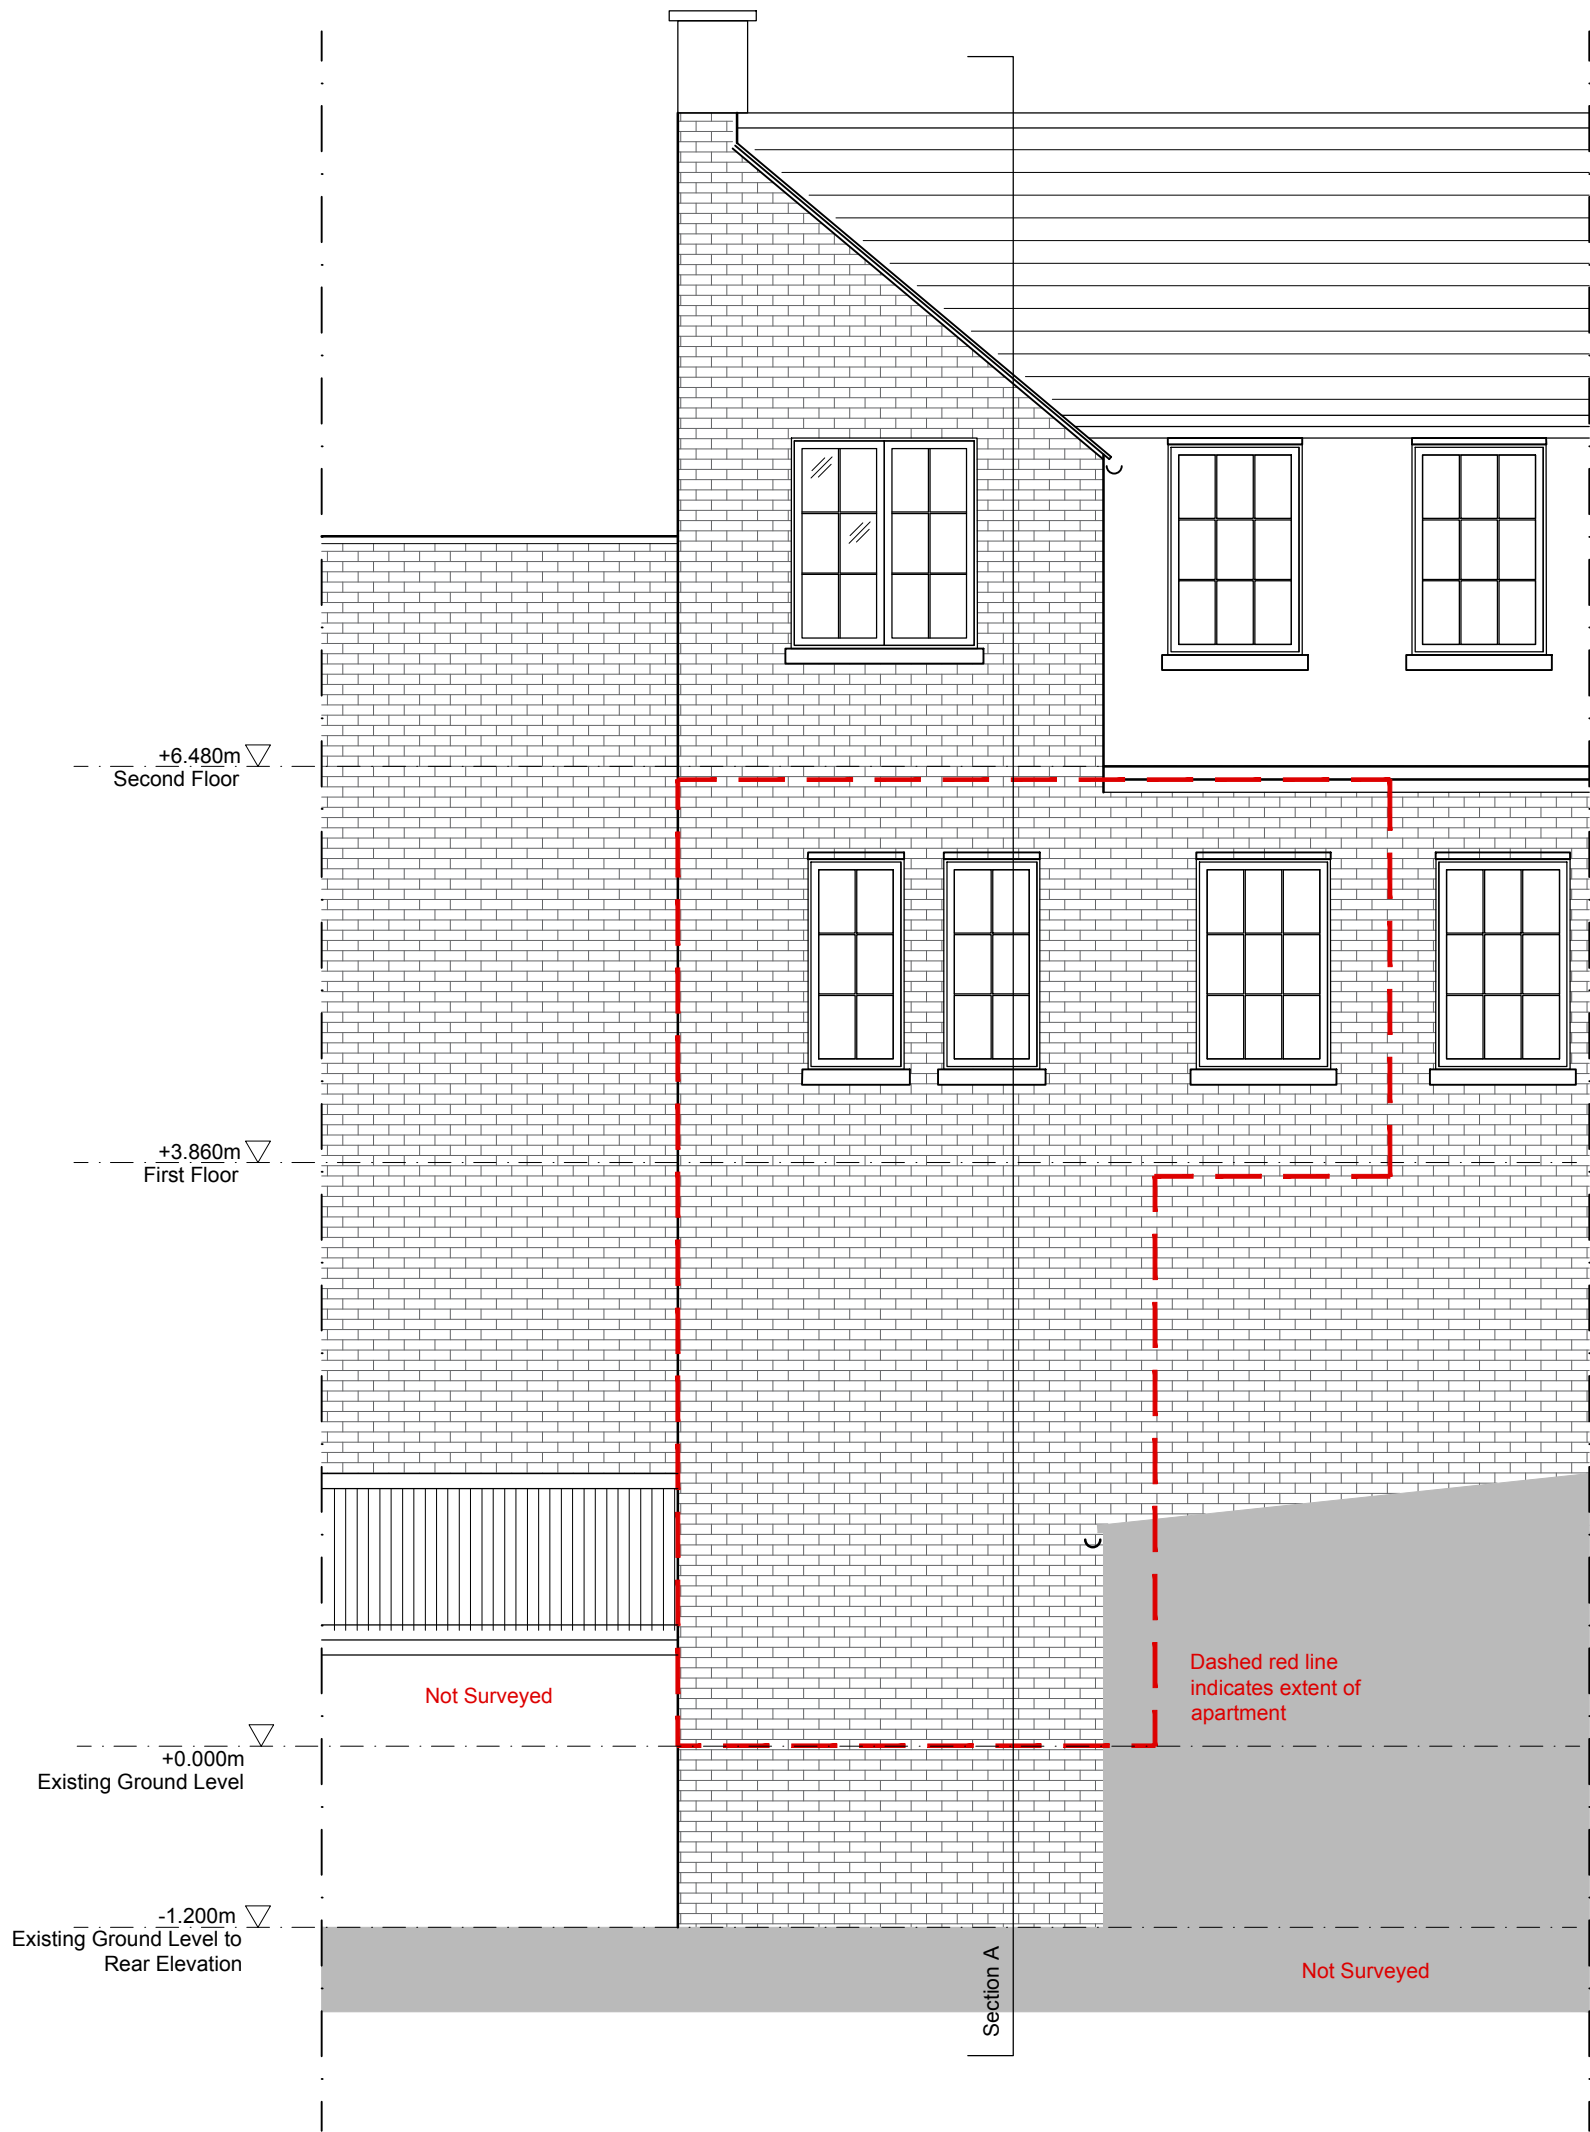 +6.480m
Second Floor
+3.860m
First Floor
Not Surveyed
Dashed red line
indicates extent of
apartment
+0.000m
Existing Ground Level
-1.200m
Existing Ground Level to
Rear Elevation
Section A
Not Surveyed